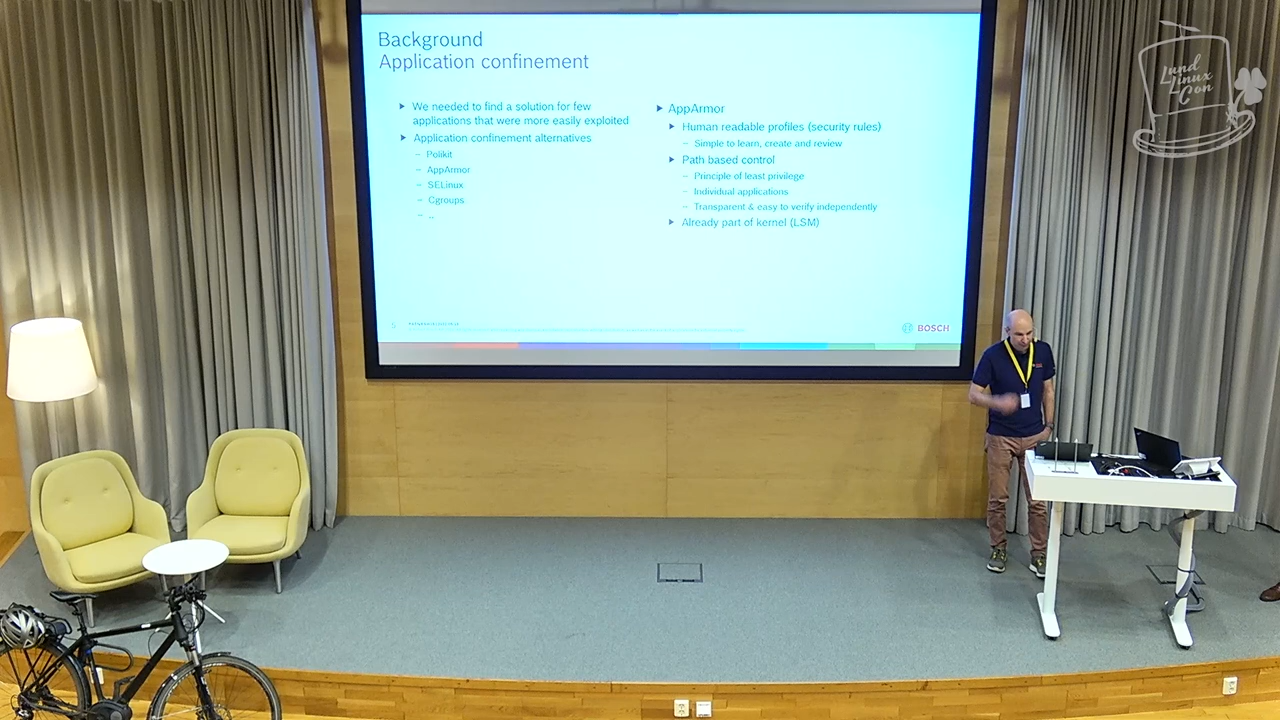 Background
Application confinement
► We needed to find a solution for few
applications that were more easily exploited
► Application confinement alternatives
– Polikit
– AppArmor
– SELinux
– Cgroups
– ..
► AppArmor
► Human readable profiles (security rules)
– Simple to learn, create and review
► Path based control
– Principle of least privilege
– Individual applications
– Transparent & easy to verify independently
► Already part of kernel (LSM)
5
BOSCH
Lund
Linux
Con